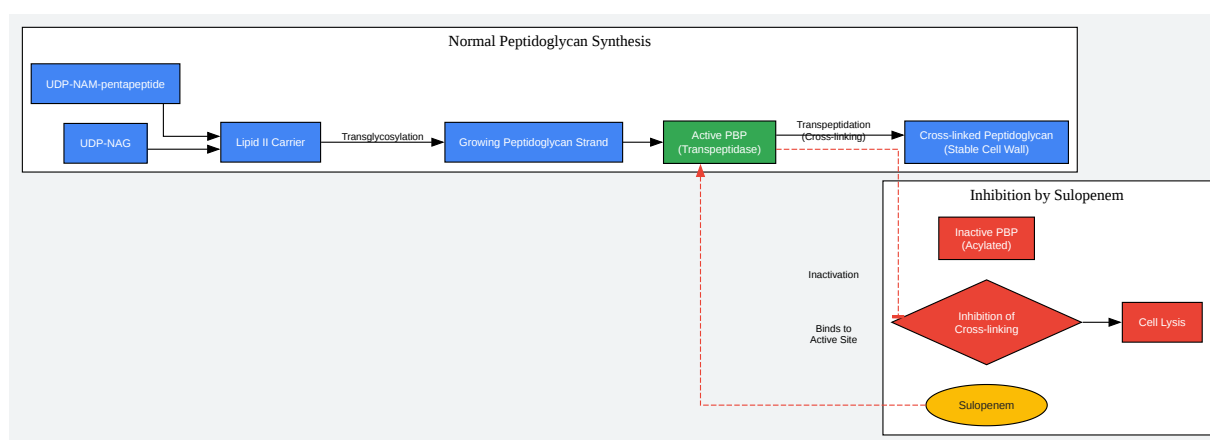 Normal Peptidoglycan Synthesis
UDP-NAM-pentapeptide
UDP-NAG
Lipid II Carrier
Transglycosylation
Growing Peptidoglycan Strand
Active PBP
(Transpeptidase)
Transpeptidation
(Cross-linking)
Cross-linked Peptidoglycan
(Stable Cell Wall)
Inhibition by Sulopenem
Inactive PBP
(Acylated)
Inactivation
Binds to
Active Site
Inhibition of
Cross-linking
Cell Lysis
Sulopenem